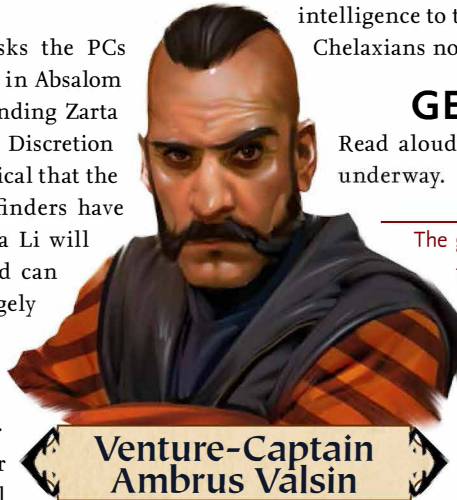 sks the PCs
in Absalom
nding Zarta
Discretion
ical that the
finders have
a Li will
d can
gely
r
l
intelligence to t
Chelaxians no
GE
Read aloud
underway.
The g
Venture-Captain
Ambrus Valsin